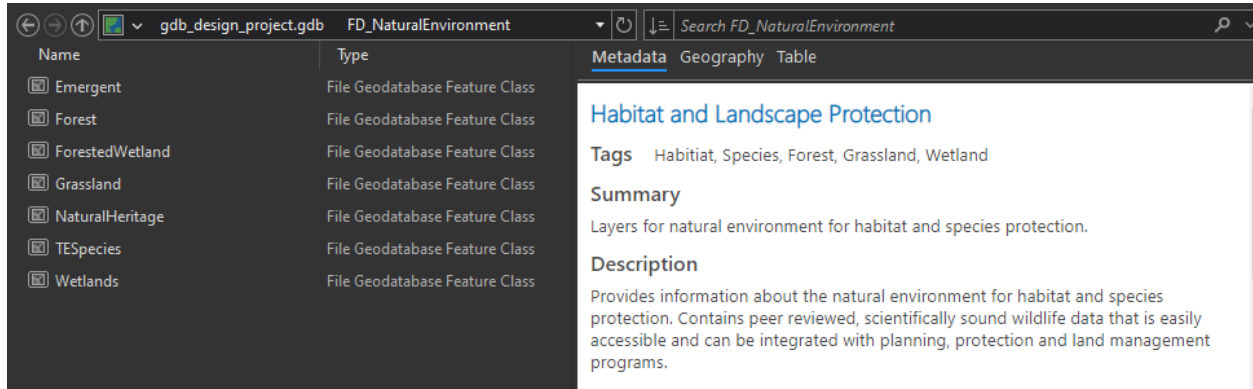 gdb_design_project.gdb FD_NaturalEnvironment Search FD_NaturalEnvironment
Name Type
Emergent File Geodatabase Feature Class
Forest File Geodatabase Feature Class
ForestedWetland File Geodatabase Feature Class
Grassland File Geodatabase Feature Class
NaturalHeritage File Geodatabase Feature Class
TESpecies File Geodatabase Feature Class
Wetlands File Geodatabase Feature Class
Metadata Geography Table
Habitat and Landscape Protection
Tags Habitiat, Species, Forest, Grassland, Wetland
Summary
Layers for natural environment for habitat and species protection.
Description
Provides information about the natural environment for habitat and species
protection. Contains peer reviewed, scientifically sound wildlife data that is easily
accessible and can be integrated with planning, protection and land management
programs.